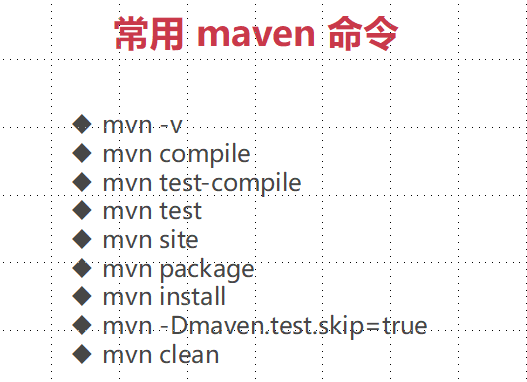 常用 maven 命令
◆ mvn -v
◆ mvn compile
◆ mvn test-compile
◆ mvn test
◆ mvn site
◆ mvn package
◆ mvn install
◆ mvn -Dmaven.test.skip=true
◆ mvn clean